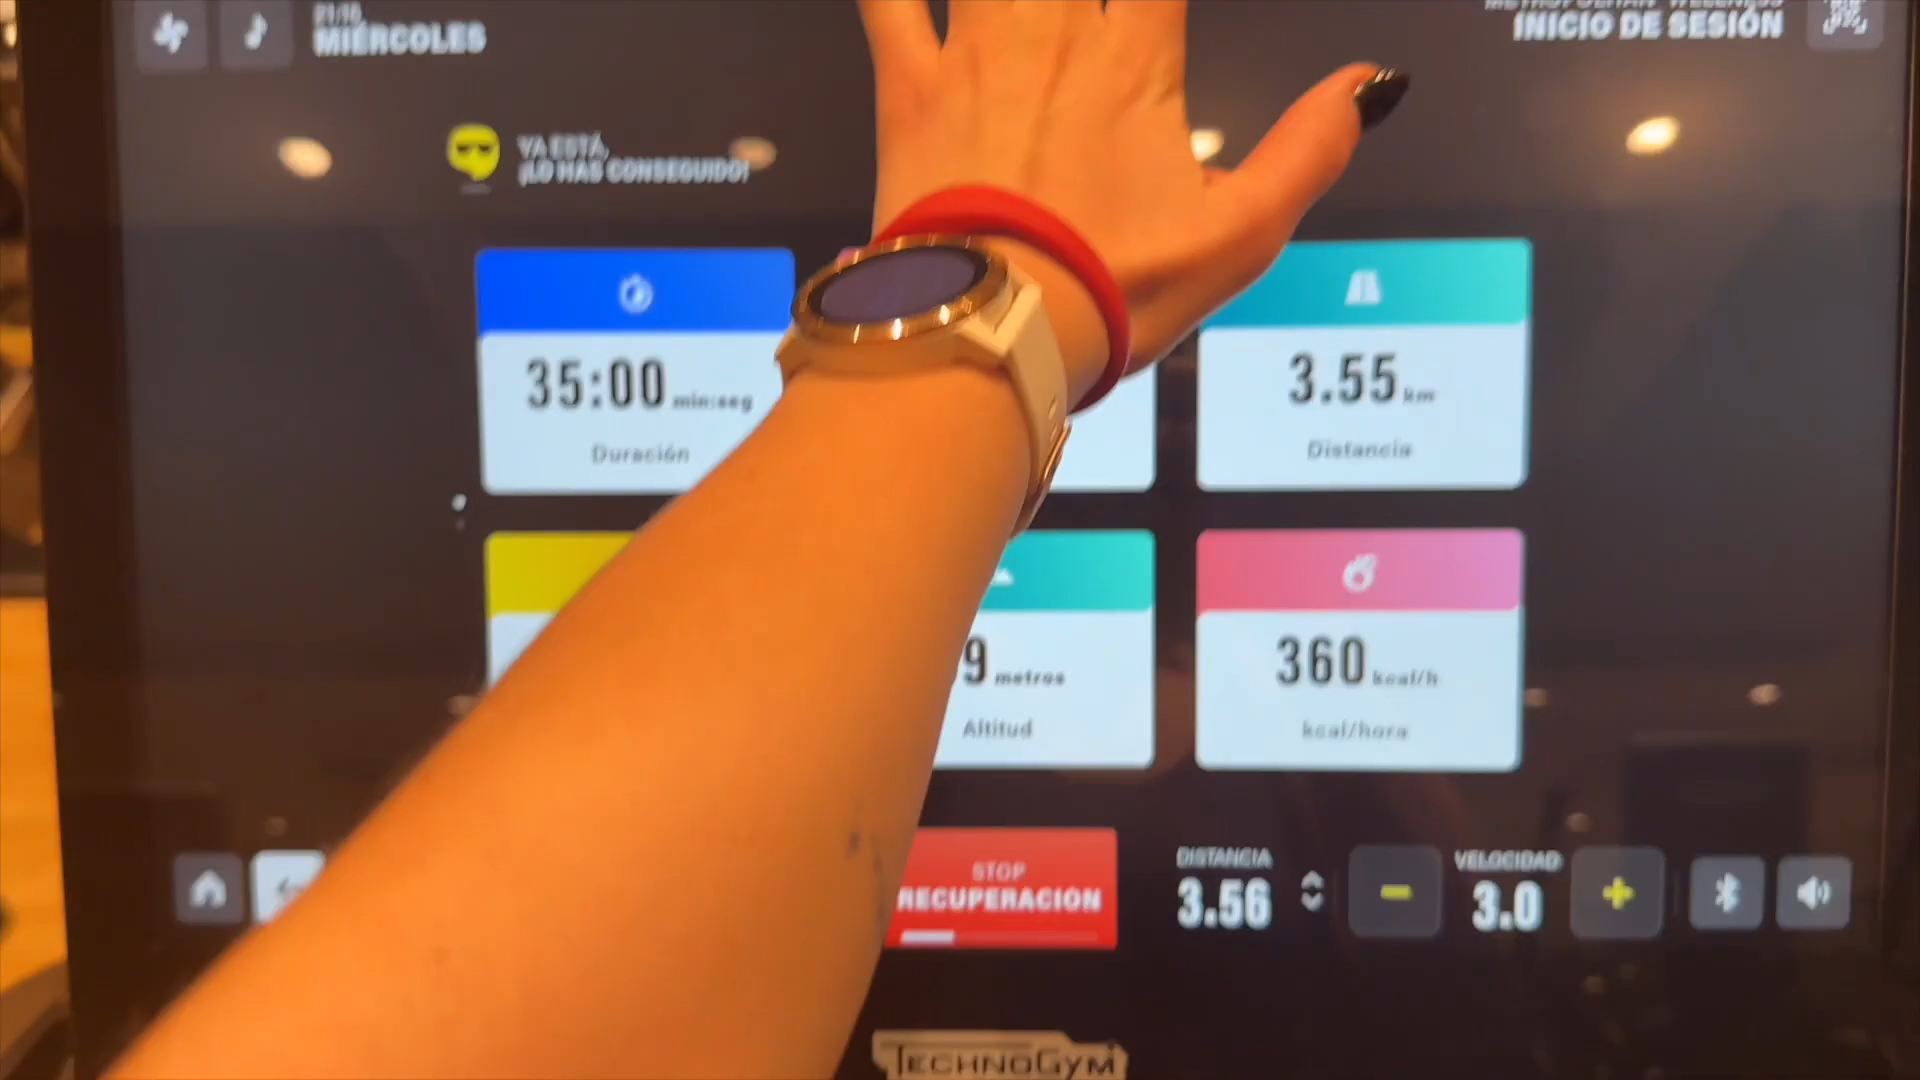 MIÉRCOLES
INICIO DE SESIÓN
YA ESTÁ,
¡LO HAS CONSEGUIDO!
35:00 min:seg
Duración
3.55 km
Distancia
9 metros
Altitud
360 kcal/h
kcal/hora
STOP
RECUPERACION
DISTANCIA
3.56
VELOCIDAD
3.0
TECHNOGYM